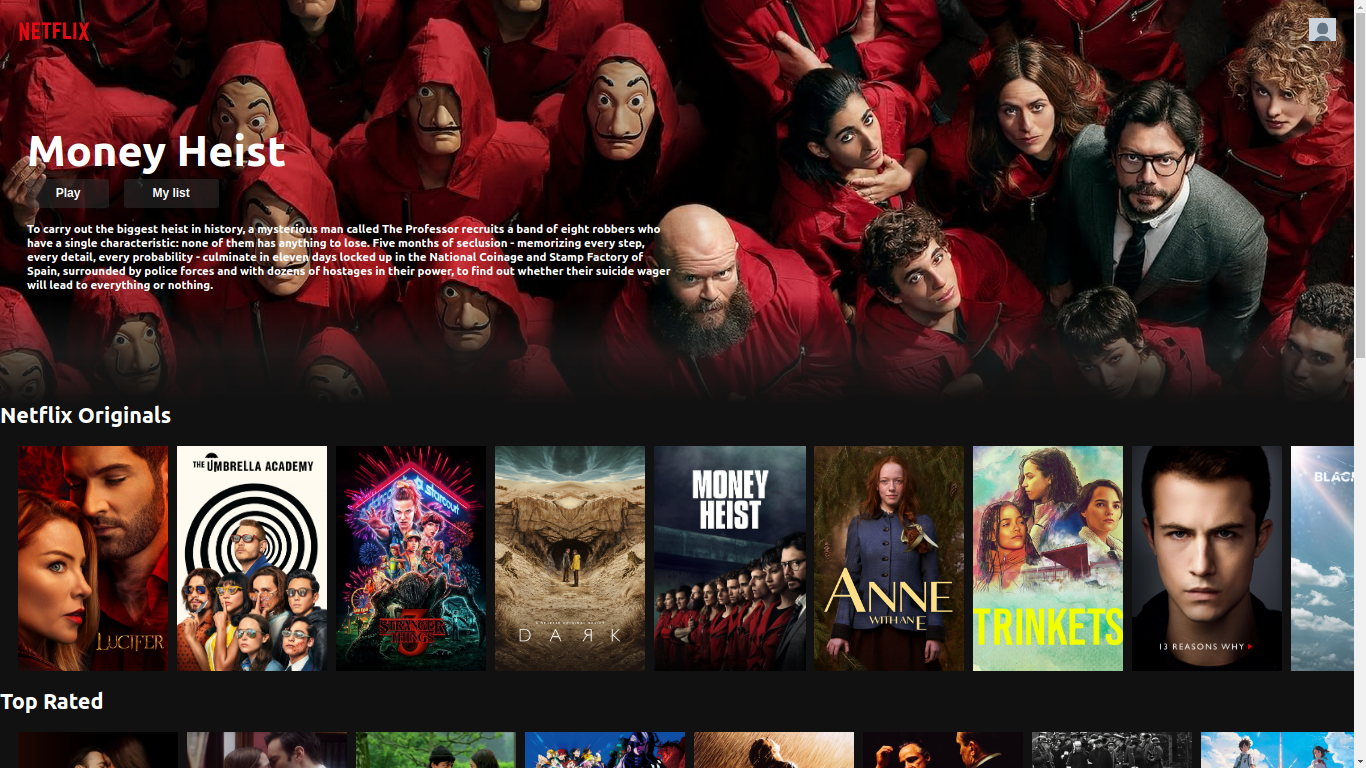 NETFLIX
Money Heist
Play
My list
To carry out the biggest heist in history, a mysterious man called The Professor recruits a band of eight robbers who
have a single characteristic: none of them has anything to lose. Five months of seclusion - memorizing every step,
every detail, every probability - culminate in eleven days locked up in the National Coinage and Stamp Factory of
Spain, surrounded by police forces and with dozens of hostages in their power, to find out whether their suicide wager
will lead to everything or nothing.
Netflix Originals
LUCIFER
THE UMBRELLA ACADEMY
starcourt
STRANGER
THINGS
3
A NETFLIX ORIGINAL SERIES
DARK
MONEY
HEIST
ANNE
WITH AN E
TRINKETS
13 REASONS WHY
BLACK
Top Rated